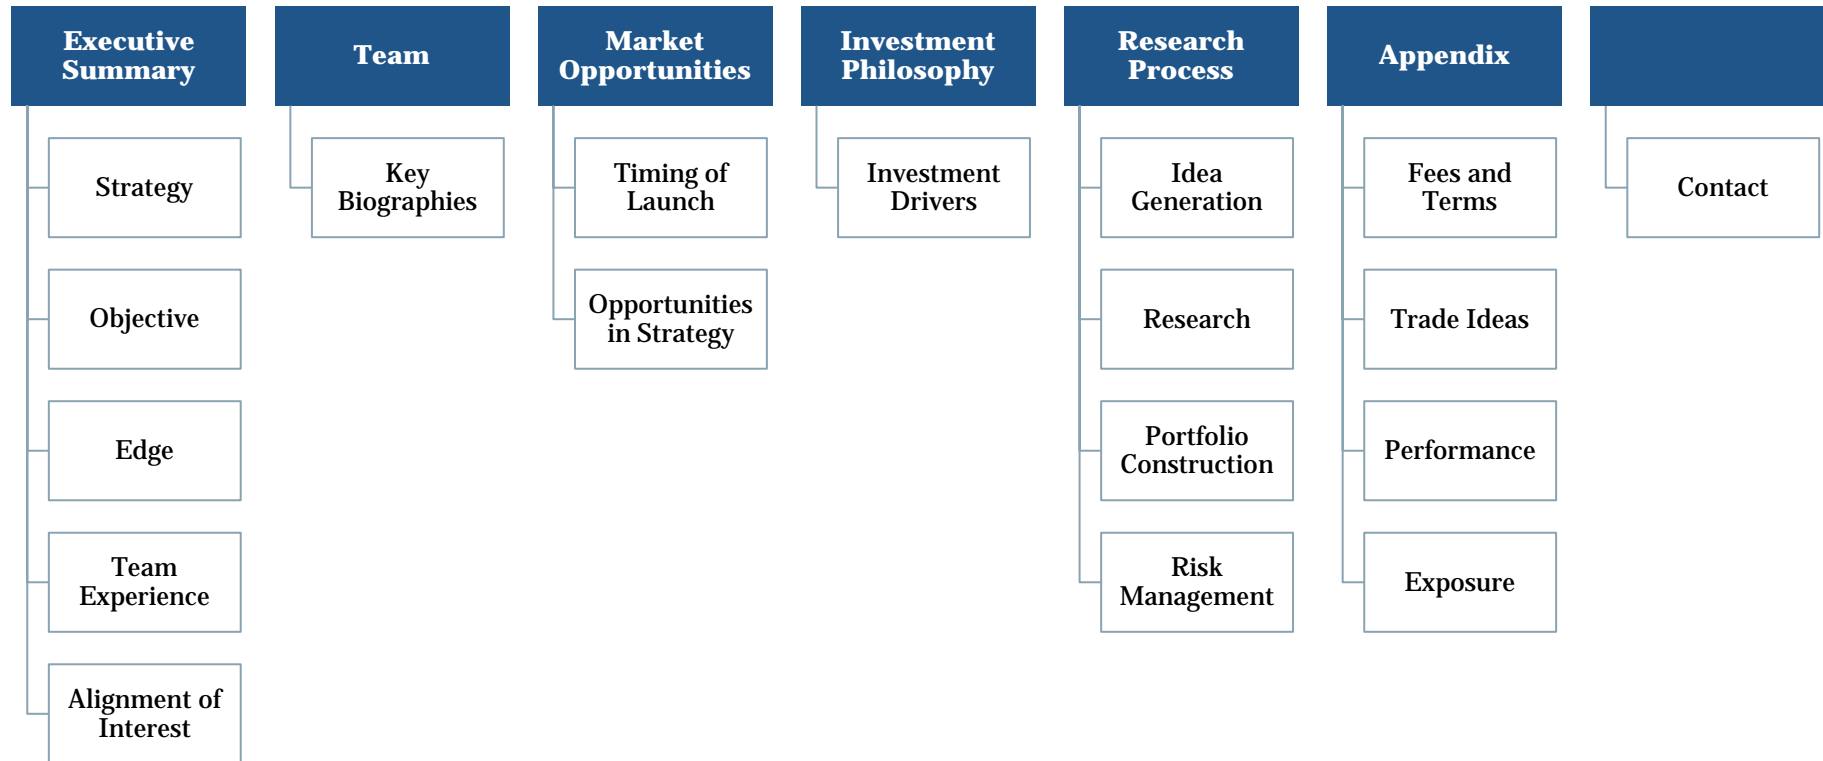 Executive
Summary
Strategy
Objective
Edge
Team
Experience
Alignment of
Interest
Team
Key
Biographies
Market
Opportunities
Timing of
Launch
Opportunities
in Strategy
Investment
Philosophy
Investment
Drivers
Research
Process
Idea
Generation
Research
Portfolio
Construction
Risk
Management
Appendix
Fees and
Terms
Trade Ideas
Performance
Exposure
Contact